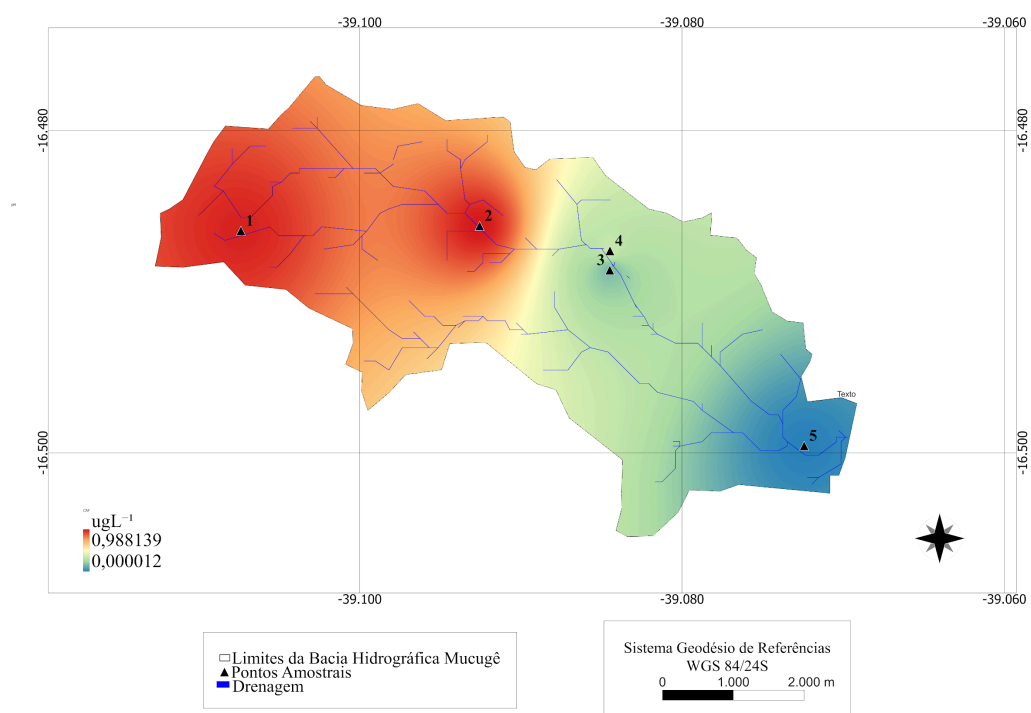 -39.100
-39.080
-39.060
-16.480
-16.480
1
2
4
3
Texto
5
-16.500
-16.500
CAF
ugL⁻¹
0,988139
0,000012
-39.100
-39.080
-39.060
Limites da Bacia Hidrográfica Mucugê
Pontos Amostrais
Drenagem
Sistema Geodésio de Referências
WGS 84/24S
0 1.000 2.000 m